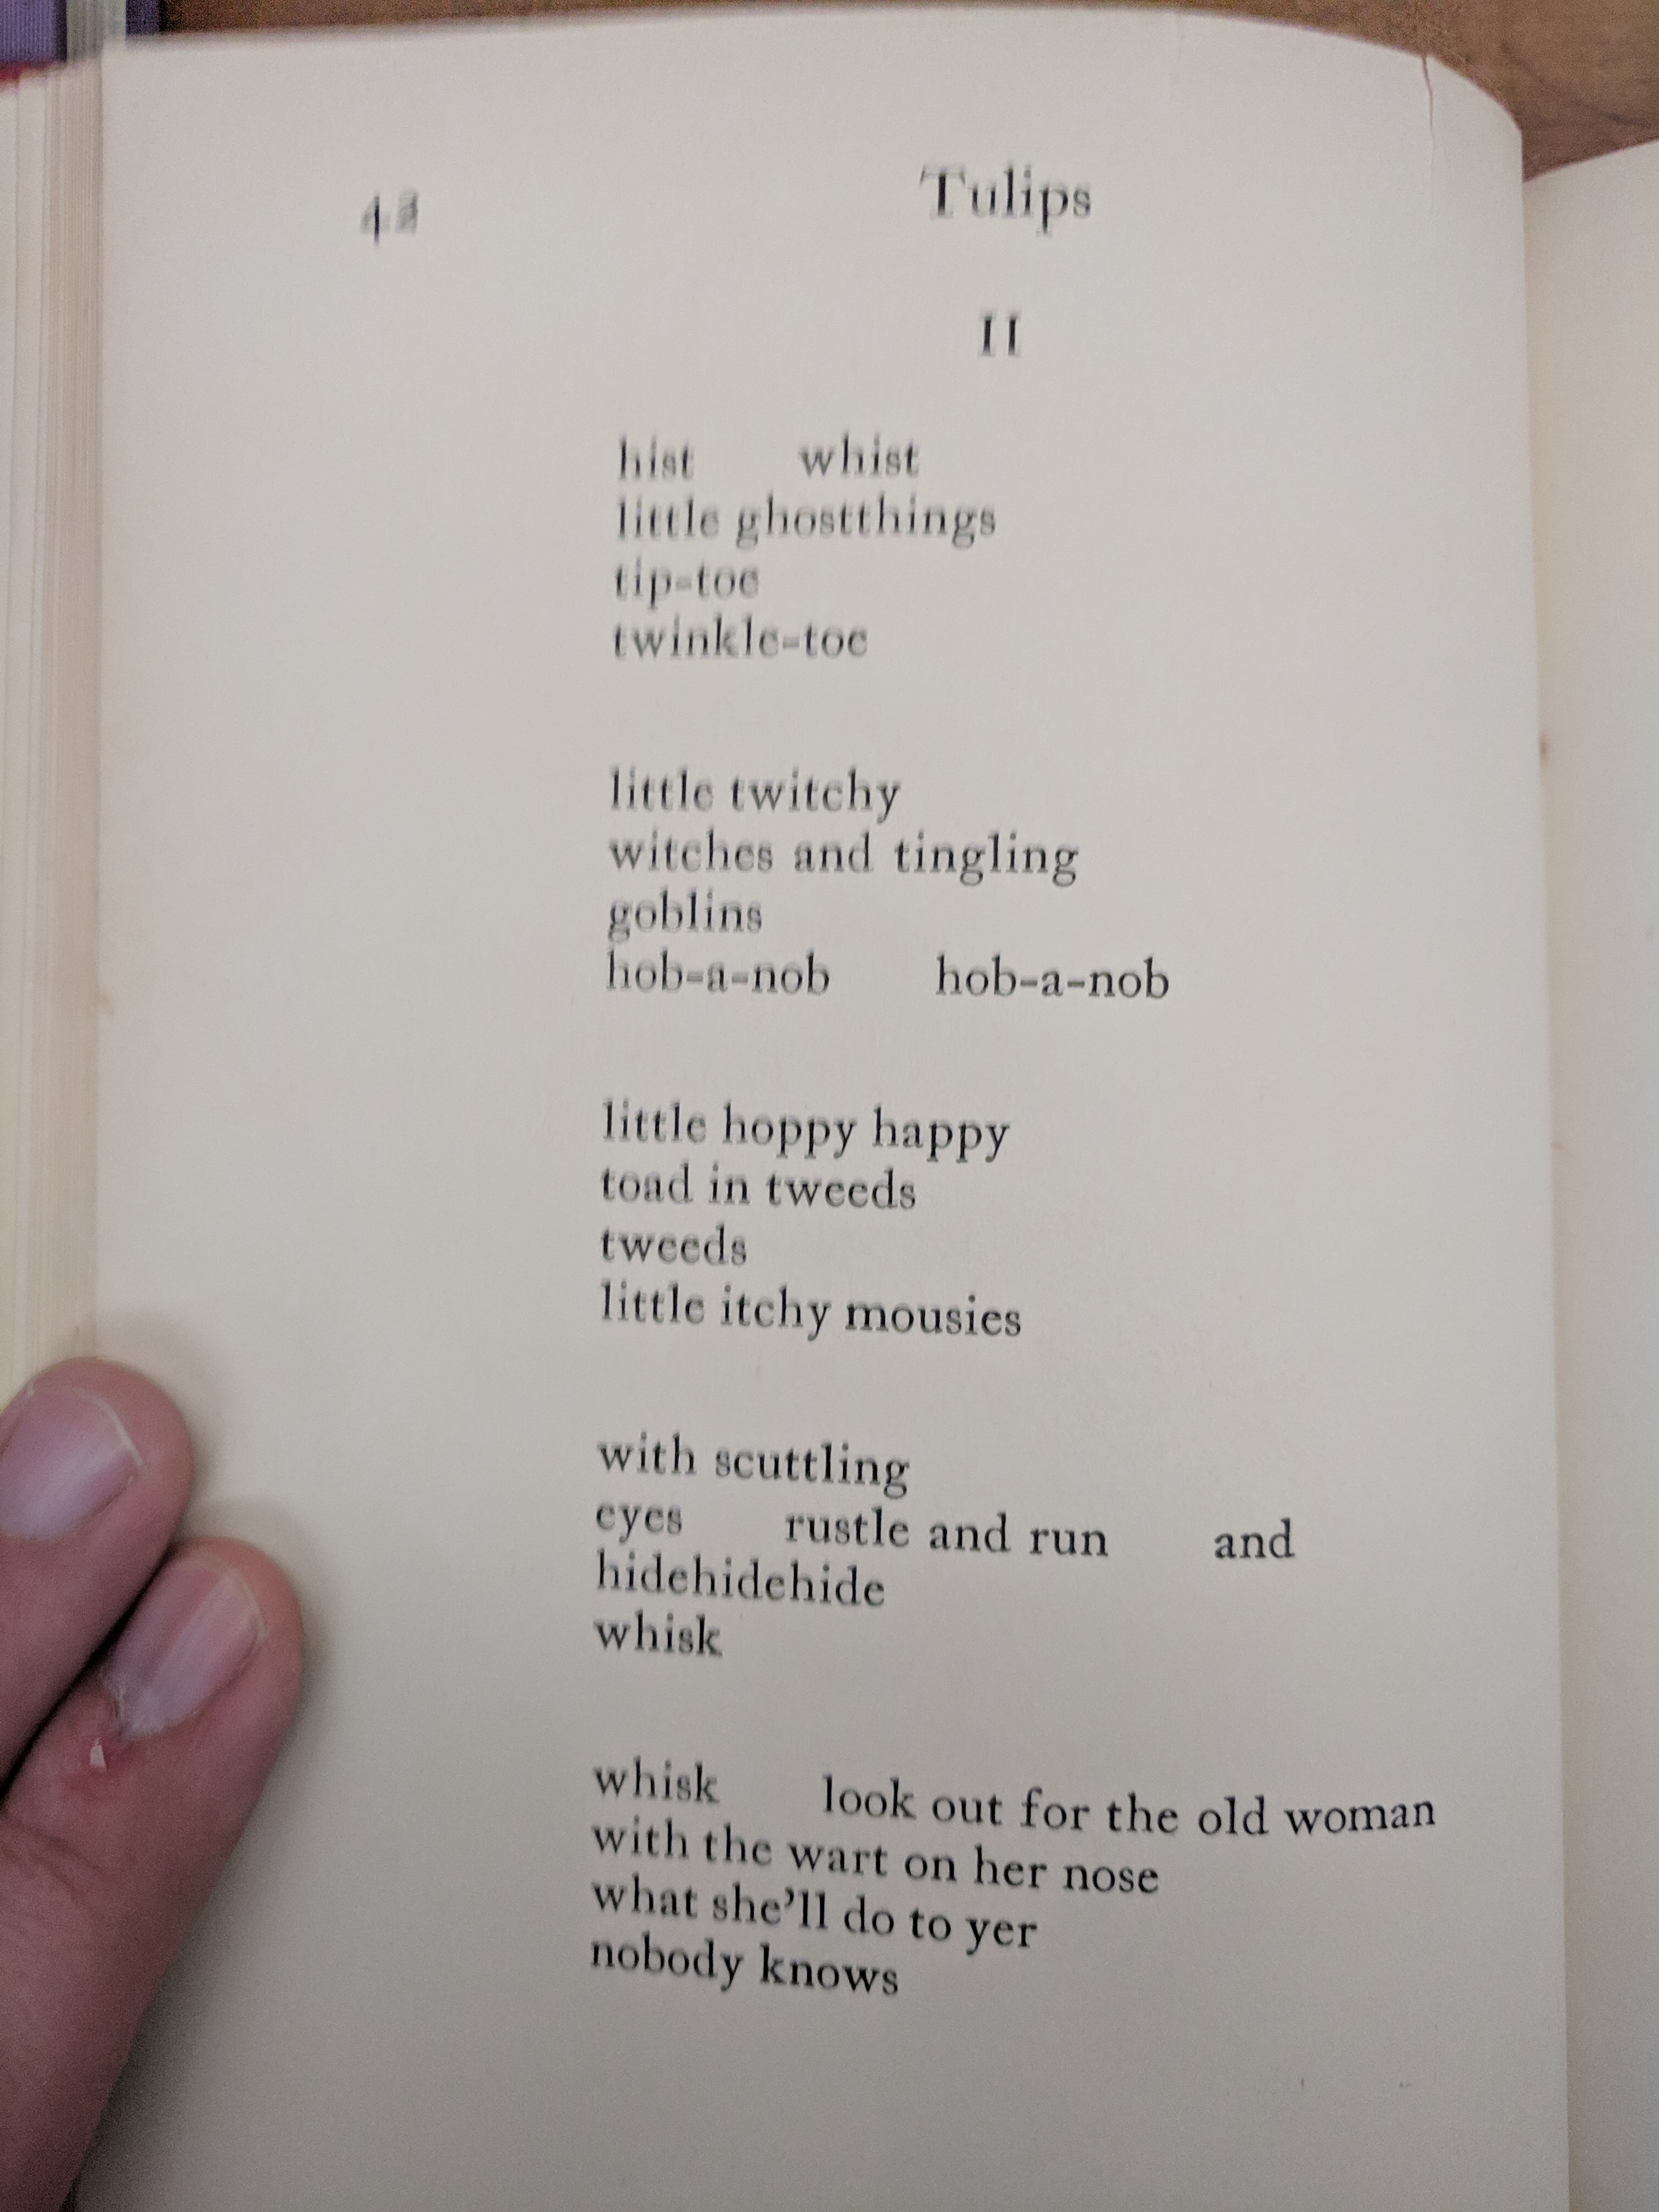 Tulips
II
hist      whist
little ghostthings
tip-toe
twinkle-toe
little twitchy
witches and tingling
goblins
hob-a-nob      hob-a-nob
little hoppy happy
toad in tweeds
tweeds
little itchy mousies
with scuttling
eyes      rustle and run      and
hidehidehide
whisk
whisk      look out for the old woman
with the wart on her nose
what she'll do to yer
nobody knows